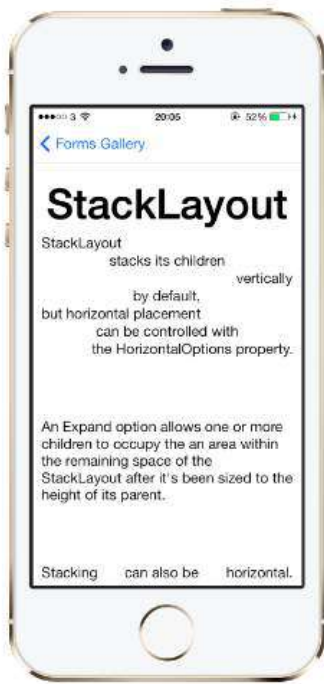 3 20:05 52%
Forms Gallery
StackLayout
StackLayout
stacks its children
vertically
by default,
but horizontal placement
can be controlled with
the HorizontalOptions property.
An Expand option allows one or more
children to occupy the an area within
the remaining space of the
StackLayout after it's been sized to the
height of its parent.
Stacking can also be horizontal.